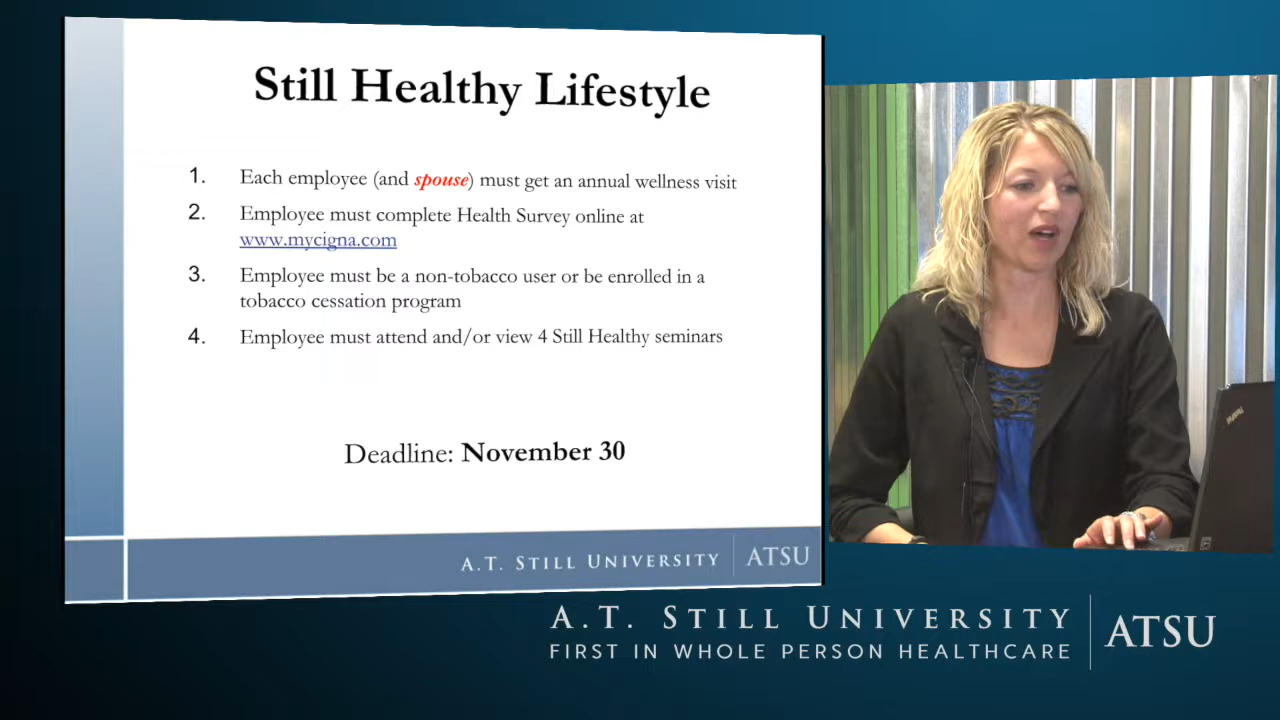 Still Healthy Lifestyle
1. Each employee (and spouse) must get an annual wellness visit
2. Employee must complete Health Survey online at
www.mycigna.com
3. Employee must be a non-tobacco user or be enrolled in a
tobacco cessation program
4. Employee must attend and/or view 4 Still Healthy seminars
Deadline: November 30
A.T. STILL UNIVERSITY ATSU
ThinkPad
A.T. STILL UNIVERSITY ATSU
FIRST IN WHOLE PERSON HEALTHCARE